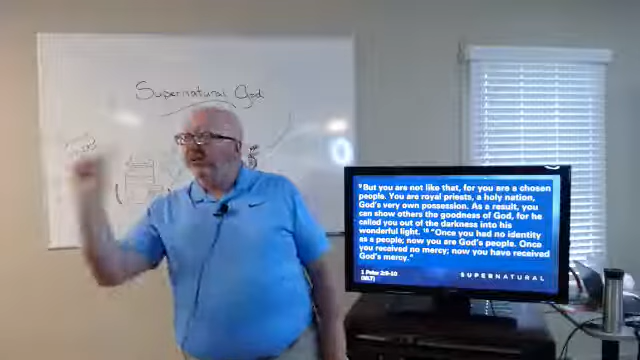 Supernatural God
⁹But you are not like that, for you are a chosen
people. You are royal priests, a holy nation,
God's very own possession. As a result, you
can show others the goodness of God, for he
called you out of the darkness into his
wonderful light. ¹⁰ "Once you had no identity
as a people; now you are God's people. Once
you received no mercy; now you have received
God's mercy."
1 Peter 2:9-10
(NLT)
SUPERNATURAL